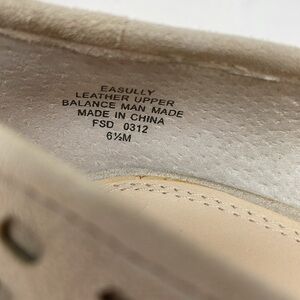 EASULLY
LEATHER UPPER
BALANCE MAN MADE
MADE IN CHINA
FSD 0312
6½M